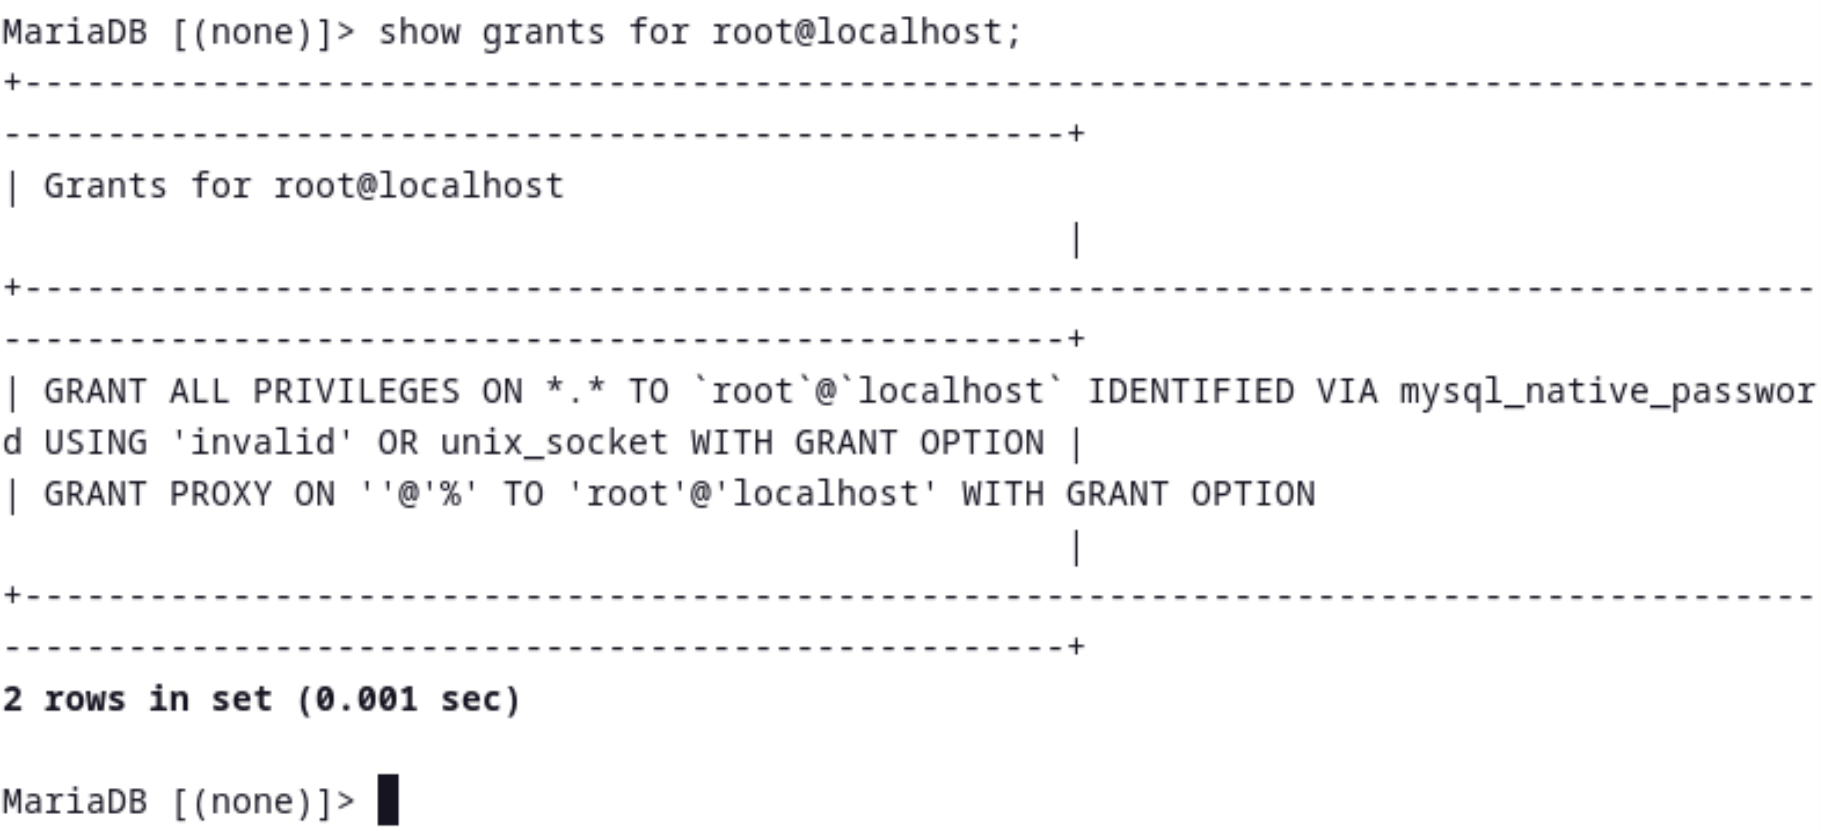 MariaDB [(none)]> show grants for root@localhost;
+--------------------------------------------------------------------------------------
---------------------------------------------------+
| Grants for root@localhost
                                                   |
+--------------------------------------------------------------------------------------
---------------------------------------------------+
| GRANT ALL PRIVILEGES ON *.* TO `root`@`localhost` IDENTIFIED VIA mysql_native_passwor
d USING 'invalid' OR unix_socket WITH GRANT OPTION |
| GRANT PROXY ON ''@'%' TO 'root'@'localhost' WITH GRANT OPTION
                                                   |
+--------------------------------------------------------------------------------------
---------------------------------------------------+
2 rows in set (0.001 sec)

MariaDB [(none)]>